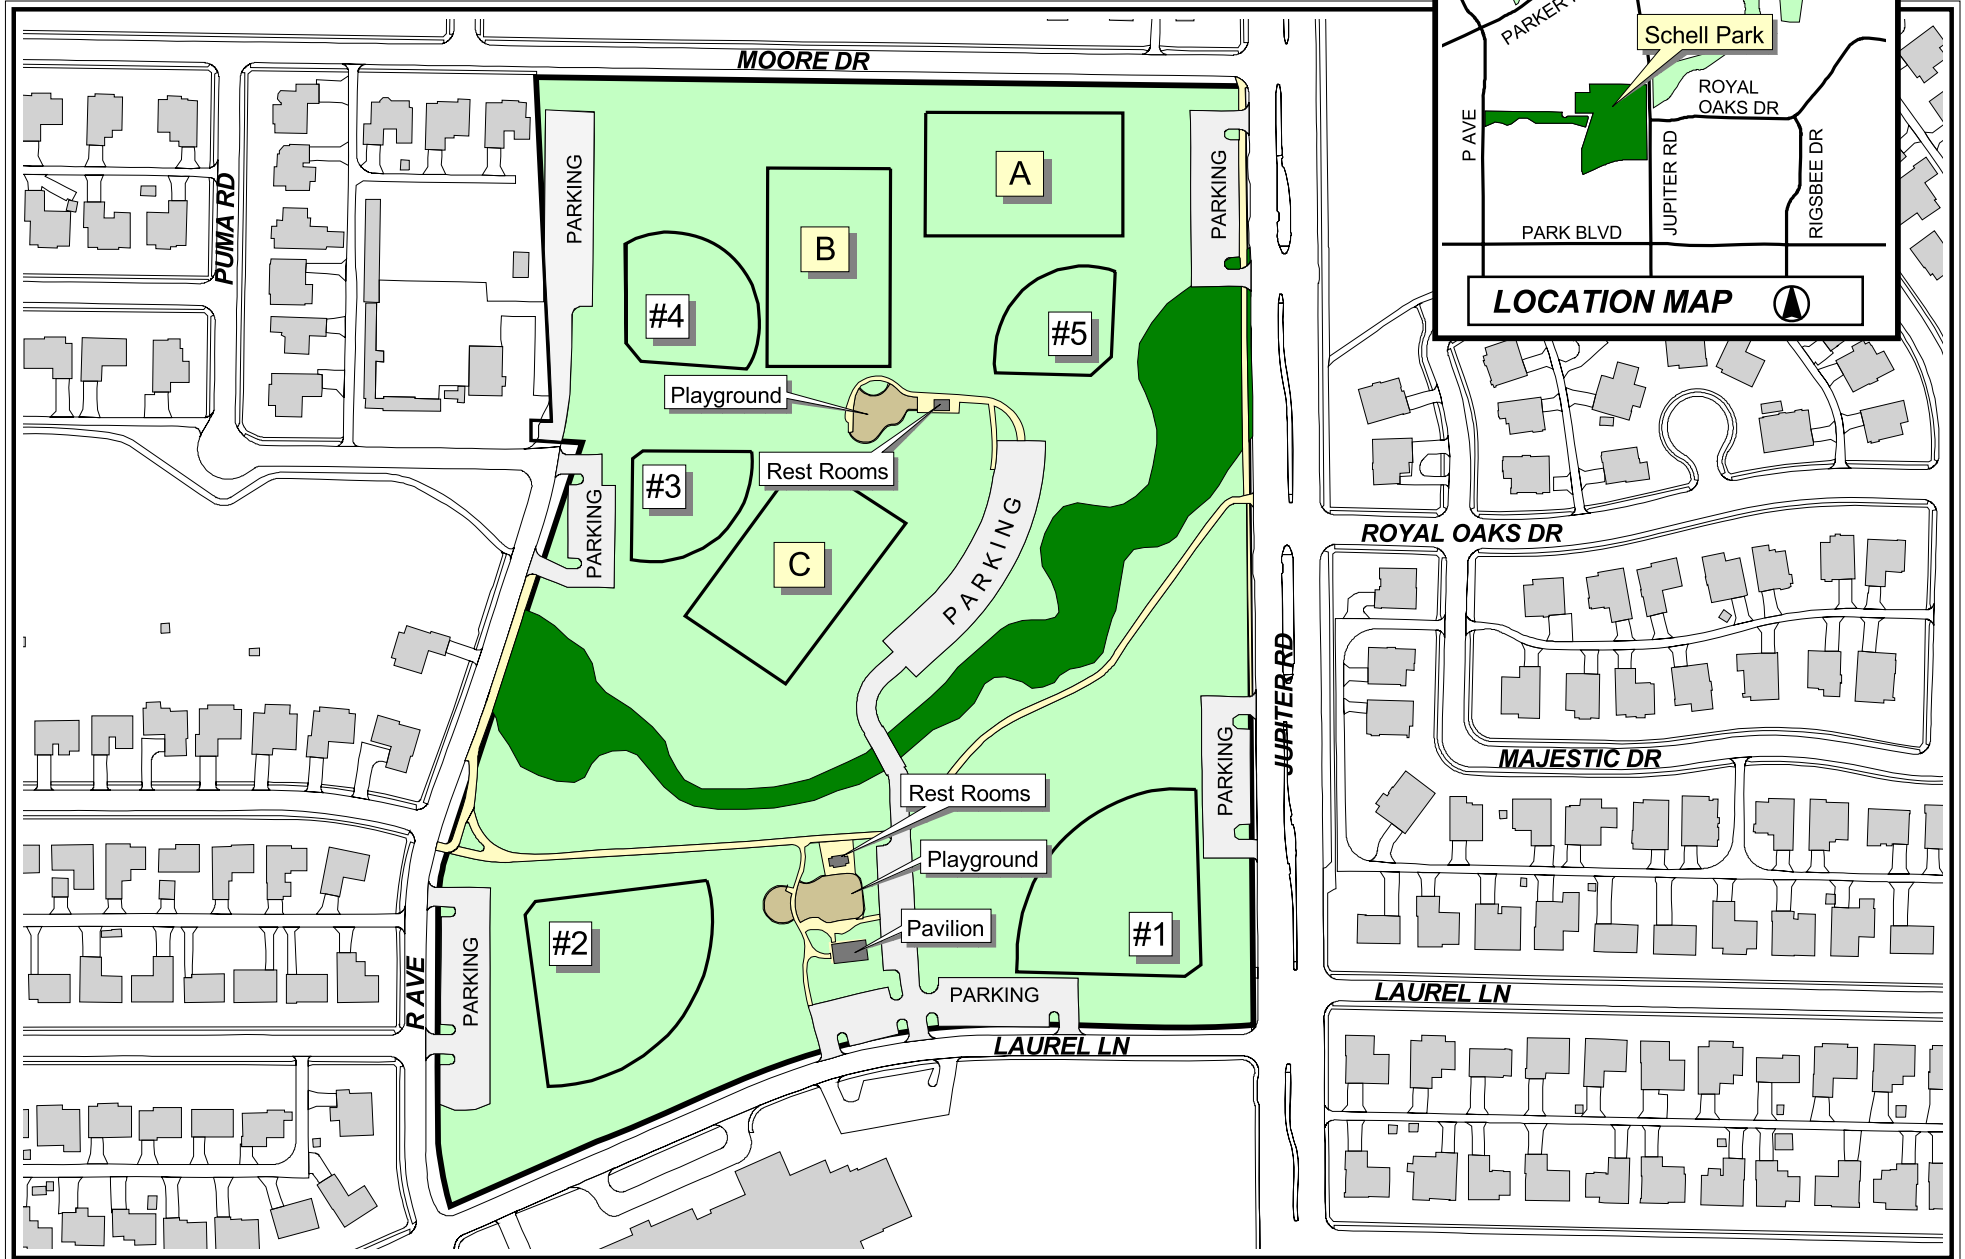 MOORE DR
PARKER
Schell Park
ROYAL
OAKS DR
P AVE
JUPITER RD
RIGSBEE DR
PARK BLVD
LOCATION MAP
PUMA RD
PARKING
A
PARKING
B
#4
#5
Playground
Rest Rooms
#3
PARKING
C
PARKING
ROYAL OAKS DR
JUPITER RD
MAJESTIC DR
PARKING
Rest Rooms
Playground
Pavilion
#1
#2
PARKING
R AVE
PARKING
LAUREL LN
LAUREL LN